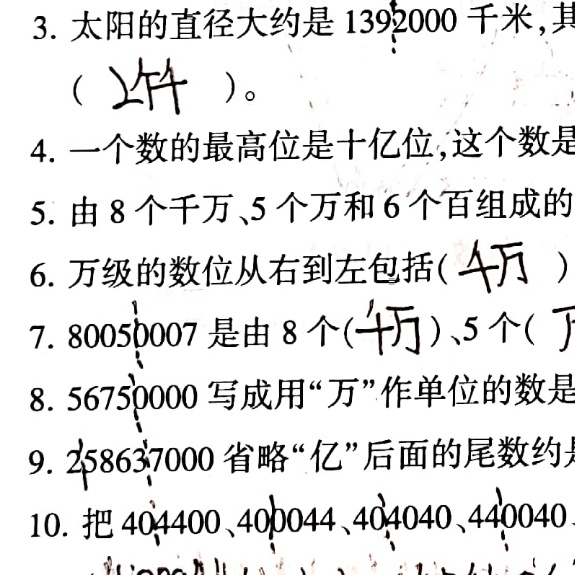 3. 太阳的直径大约是 1392000 千米,其
( 2个千 )。
4. 一个数的最高位是十亿位,这个数是
5. 由 8 个千万、5 个万和 6 个百组成的
6. 万级的数位从右到左包括( 个万 )
7. 80050007 是由 8 个(千万)、5 个(
8. 56750000 写成用“万”作单位的数是
9. 258637000 省略“亿”后面的尾数约是
10. 把 404400、400044、404040、440040、